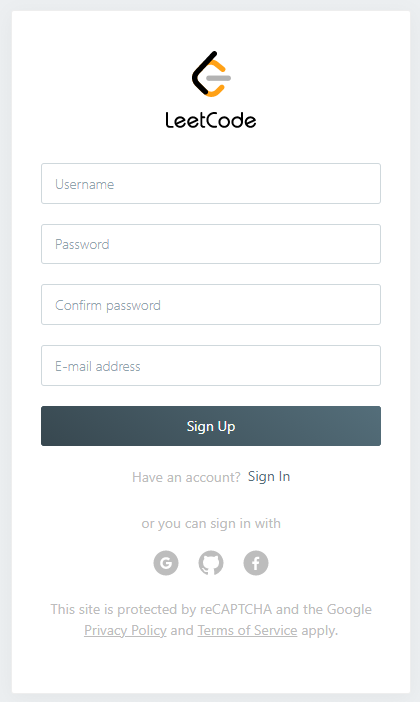 LeetCode
Username
Password
Confirm password
E-mail address
Sign Up
Have an account? Sign In
or you can sign in with
This site is protected by reCAPTCHA and the Google
Privacy Policy and Terms of Service apply.